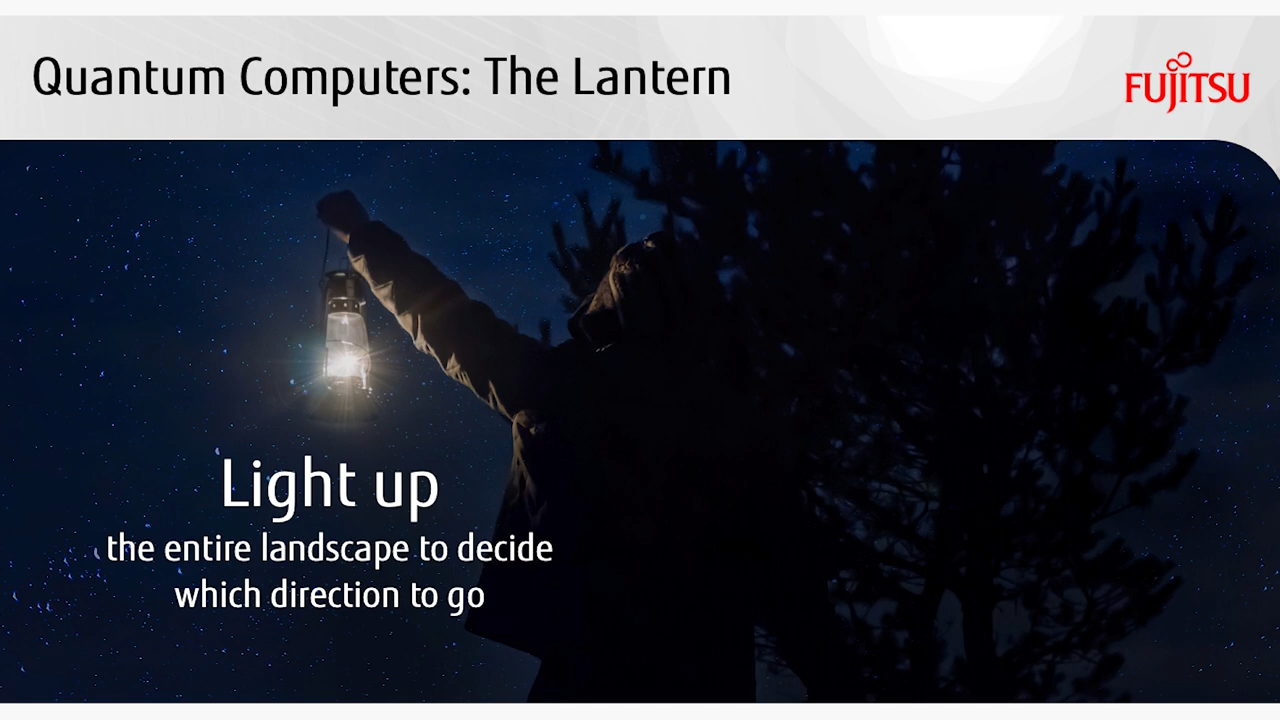 Quantum Computers: The Lantern
FUJITSU
Light up
the entire landscape to decide
which direction to go